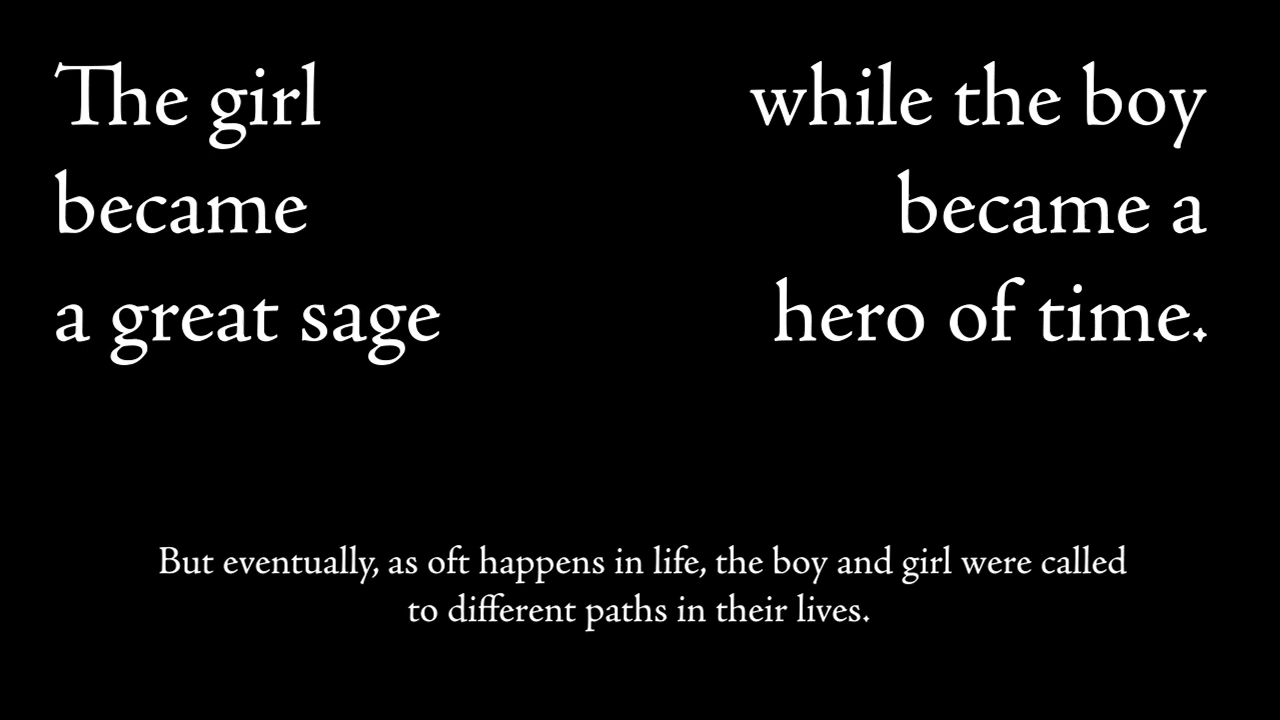 The girl
became
a great sage
while the boy
became a
hero of time.
But eventually, as oft happens in life, the boy and girl were called
to different paths in their lives.